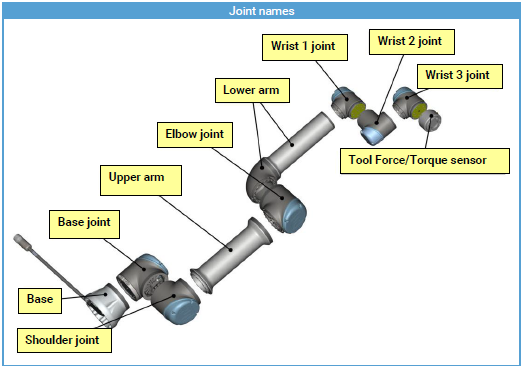 Joint names
Wrist 1 joint
Wrist 2 joint
Wrist 3 joint
Lower arm
Elbow joint
Tool Force/Torque sensor
Upper arm
Base joint
Base
Shoulder joint